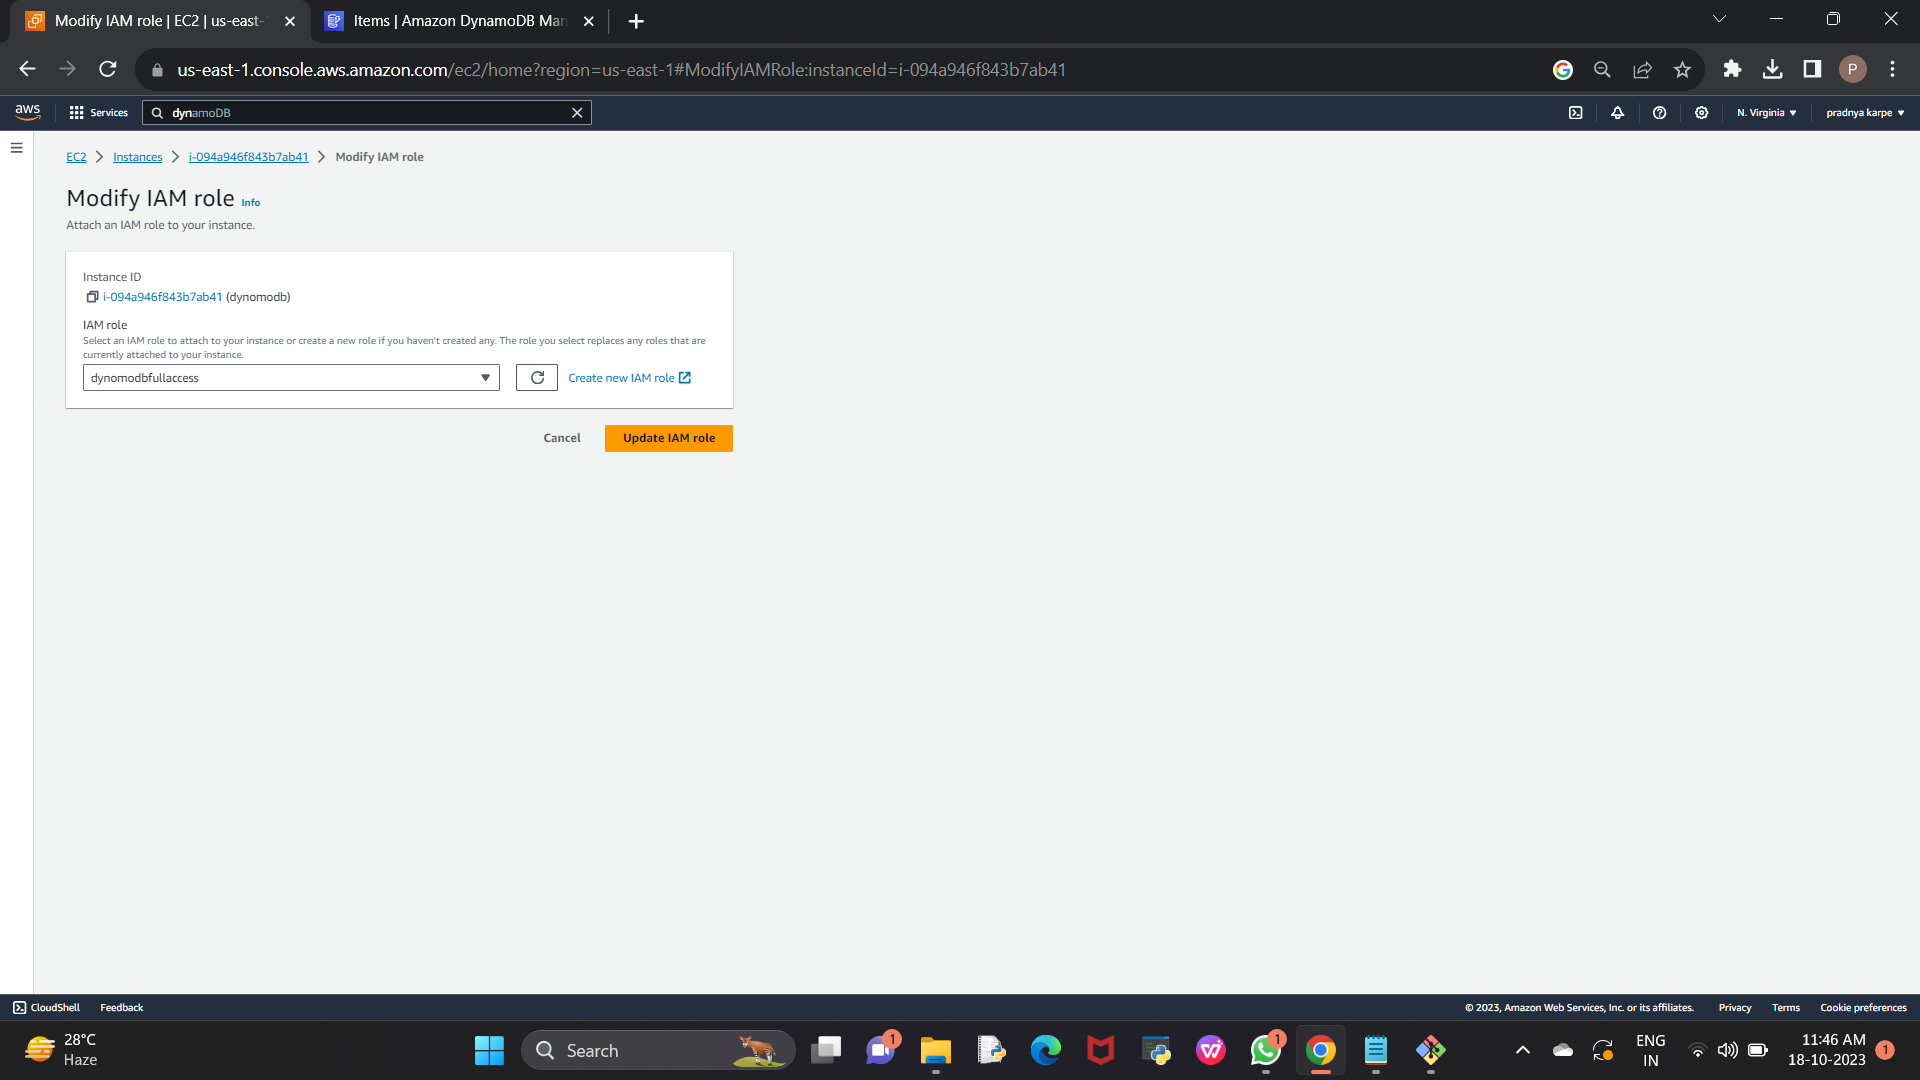 Modify IAM role | EC2 | us-east-
Items | Amazon DynamoDB Man
us-east-1.console.aws.amazon.com/ec2/home?region=us-east-1#ModifyIAMRole:instanceId=i-094a946f843b7ab41
P
aws
Services
dynamoDB
N. Virginia
pradnya karpe
EC2
Instances
i-094a946f843b7ab41
Modify IAM role
Modify IAM role Info
Attach an IAM role to your instance.
Instance ID
i-094a946f843b7ab41 (dynomodb)
IAM role
Select an IAM role to attach to your instance or create a new role if you haven't created any. The role you select replaces any roles that are
currently attached to your instance.
dynomodbfullaccess
Create new IAM role
Cancel
Update IAM role
CloudShell
Feedback
© 2023, Amazon Web Services, Inc. or its affiliates.
Privacy
Terms
Cookie preferences
28°C
Haze
Search
1
1
ENG
IN
11:46 AM
18-10-2023
1